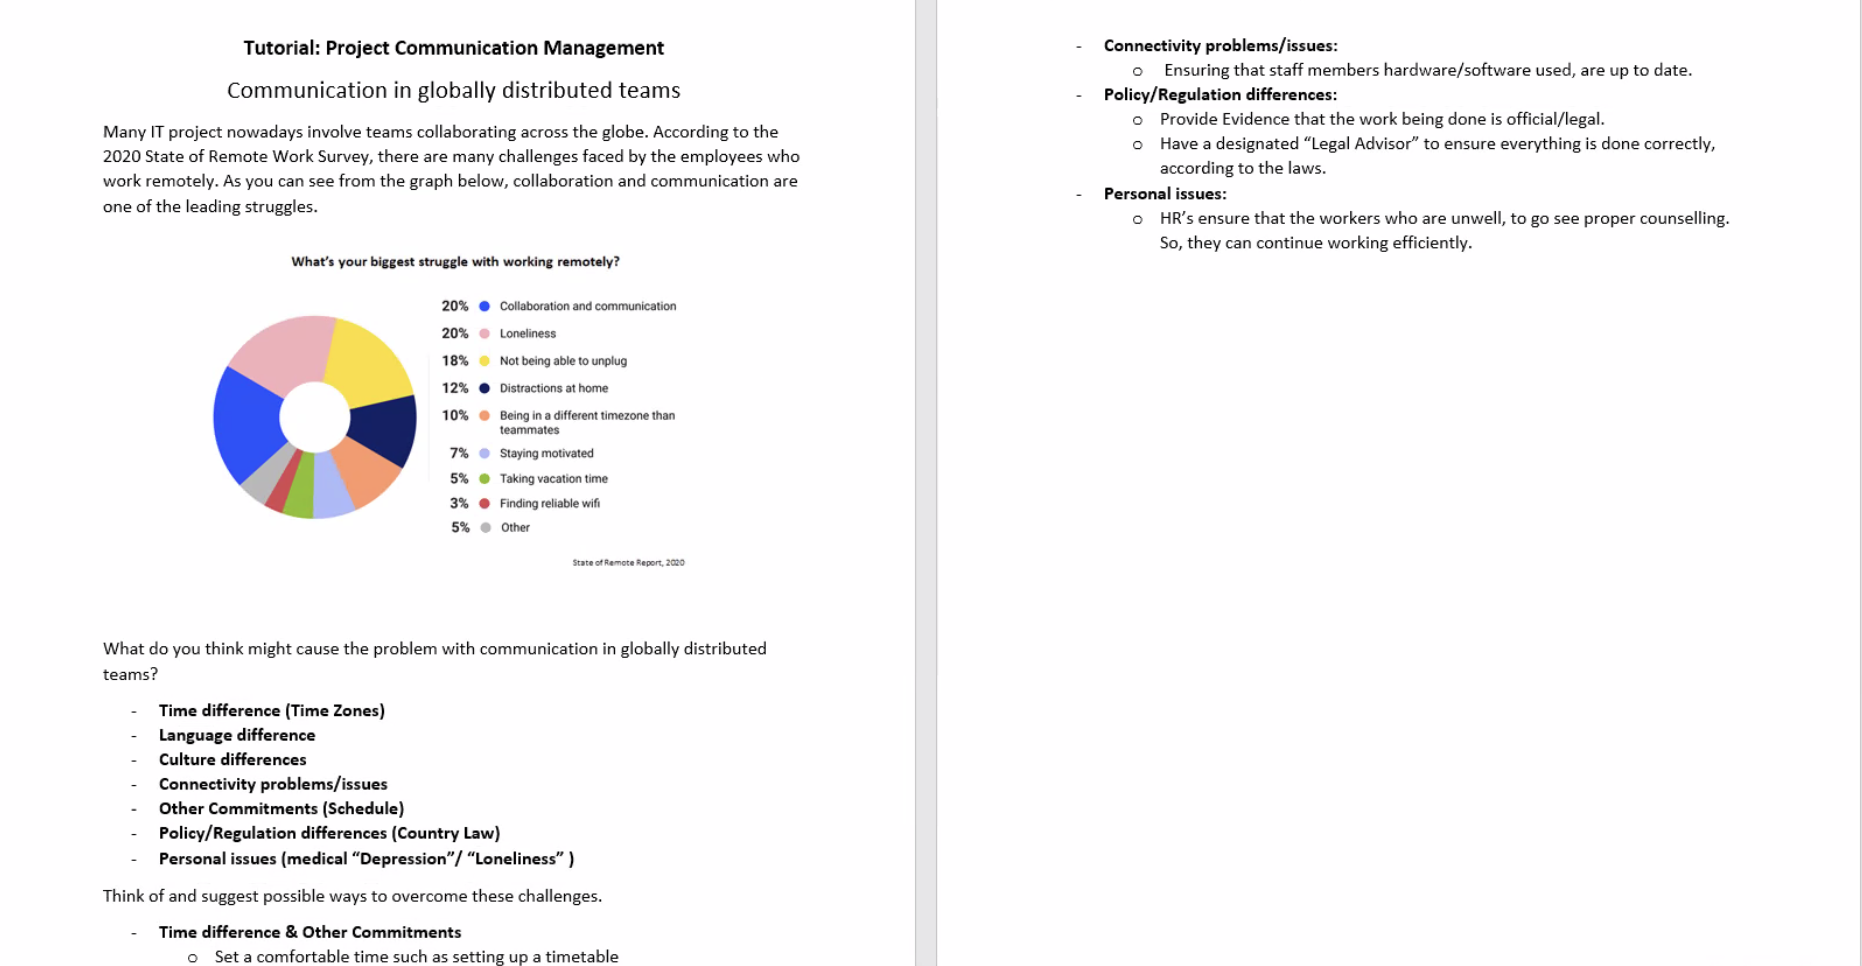 Tutorial: Project Communication Management
Communication in globally distributed teams
Many IT project nowadays involve teams collaborating across the globe. According to the
2020 State of Remote Work Survey, there are many challenges faced by the employees who
work remotely. As you can see from the graph below, collaboration and communication are
one of the leading struggles.
What's your biggest struggle with working remotely?
20% Collaboration and communication
20% Loneliness
18% Not being able to unplug
12% Distractions at home
10% Being in a different timezone than
teammates
7% Staying motivated
5% Taking vacation time
3% Finding reliable wifi
5% Other
State of Remote Report, 2020
What do you think might cause the problem with communication in globally distributed
teams?
- Time difference (Time Zones)
- Language difference
- Culture differences
- Connectivity problems/issues
- Other Commitments (Schedule)
- Policy/Regulation differences (Country Law)
- Personal issues (medical “Depression”/ “Loneliness” )
Think of and suggest possible ways to overcome these challenges.
- Time difference & Other Commitments
o Set a comfortable time such as setting up a timetable
- Connectivity problems/issues:
o Ensuring that staff members hardware/software used, are up to date.
- Policy/Regulation differences:
o Provide Evidence that the work being done is official/legal.
o Have a designated “Legal Advisor” to ensure everything is done correctly,
according to the laws.
- Personal issues:
o HR’s ensure that the workers who are unwell, to go see proper counselling.
So, they can continue working efficiently.